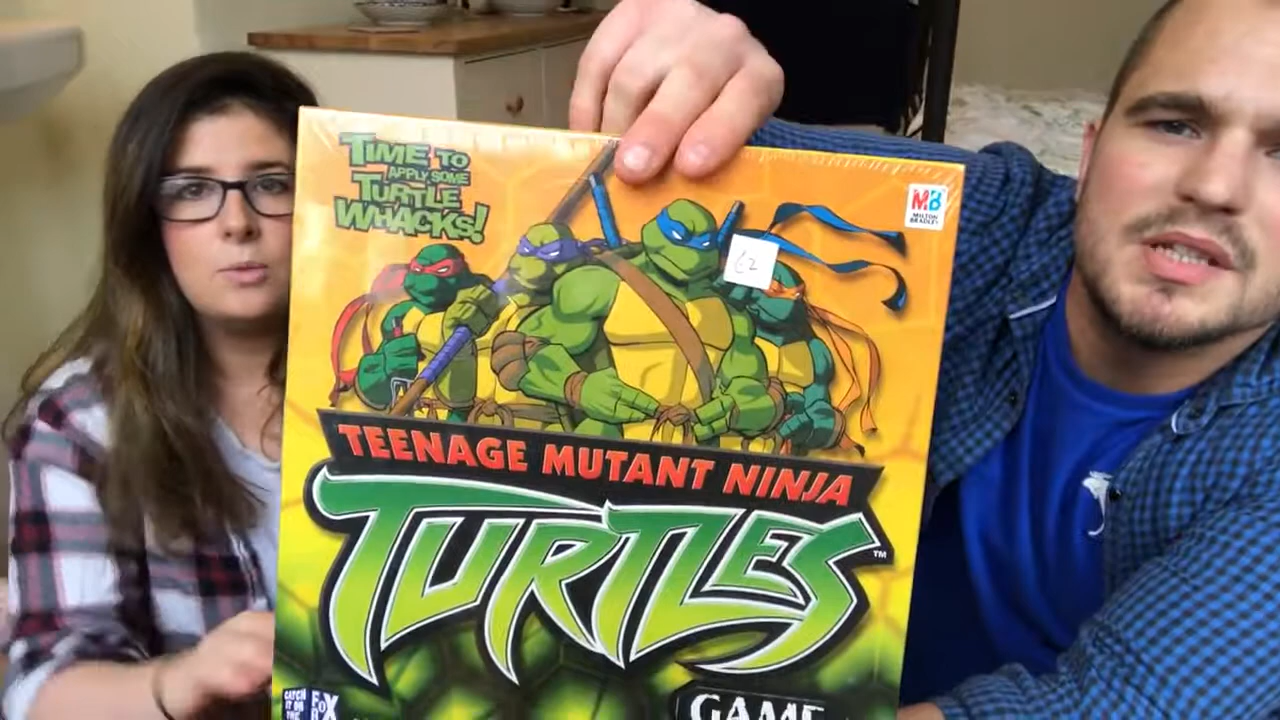 TIME TO
APPLY SOME
TURTLE
WHACKS!
MB
MILTON
BRADLEY
£2
TEENAGE MUTANT NINJA
TURTLES™
CATCH
IT ON
THE
FOX
GAME